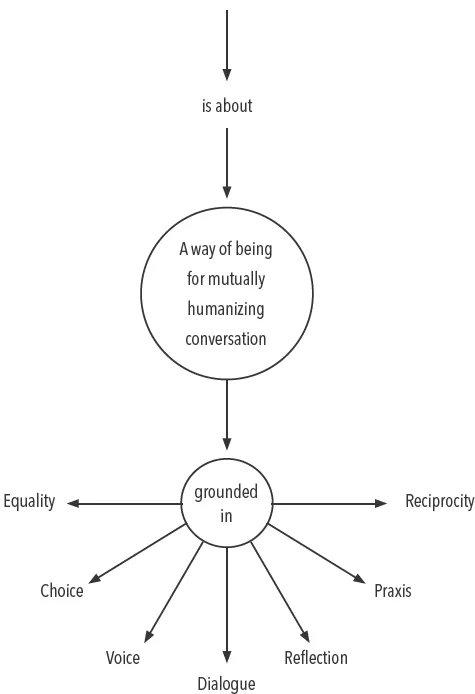 is about
A way of being
for mutually
humanizing
conversation
grounded
in
Equality
Reciprocity
Choice
Praxis
Voice
Reflection
Dialogue